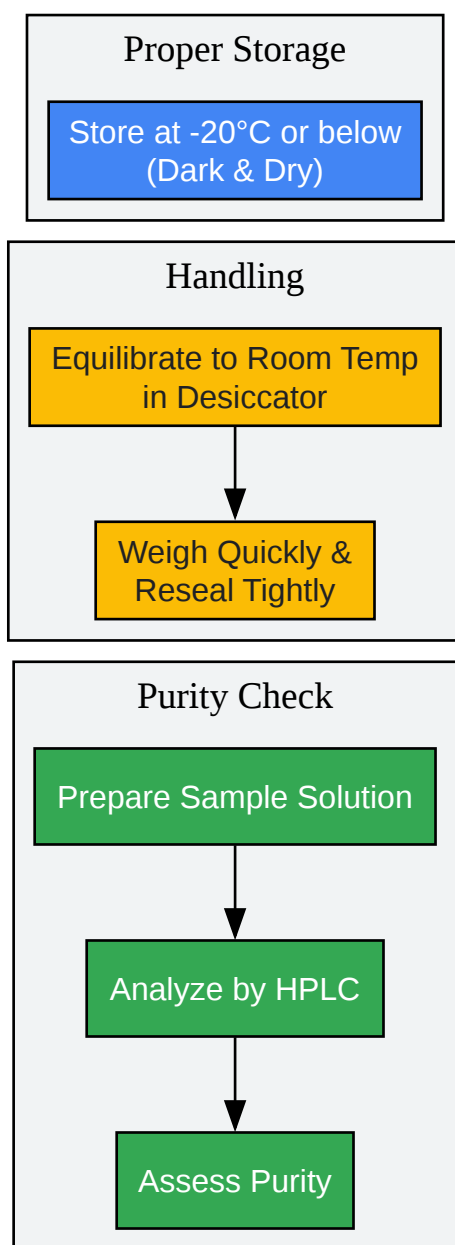 Proper Storage
Store at -20°C or below
(Dark & Dry)
Handling
Equilibrate to Room Temp
in Desiccator
Weigh Quickly &
Reseal Tightly
Purity Check
Prepare Sample Solution
Analyze by HPLC
Assess Purity